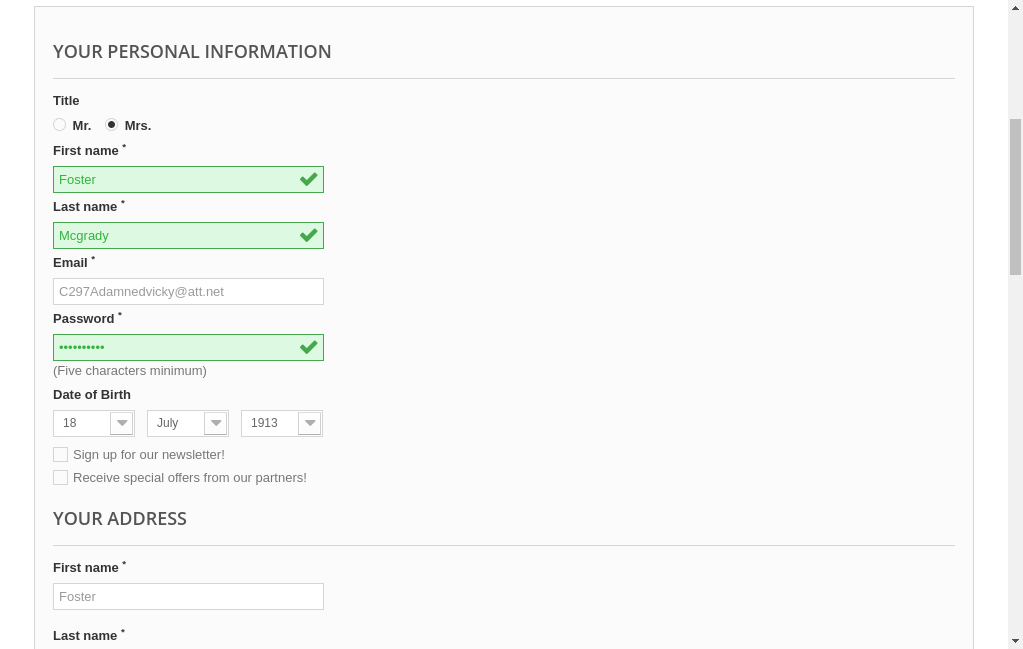 YOUR PERSONAL INFORMATION
Title
Mr. Mrs.
First name *
Foster
Last name *
Mcgrady
Email *
C297Adamnedvicky@att.net
Password *
••••••••••
(Five characters minimum)
Date of Birth
18 July 1913
Sign up for our newsletter!
Receive special offers from our partners!
YOUR ADDRESS
First name *
Foster
Last name *